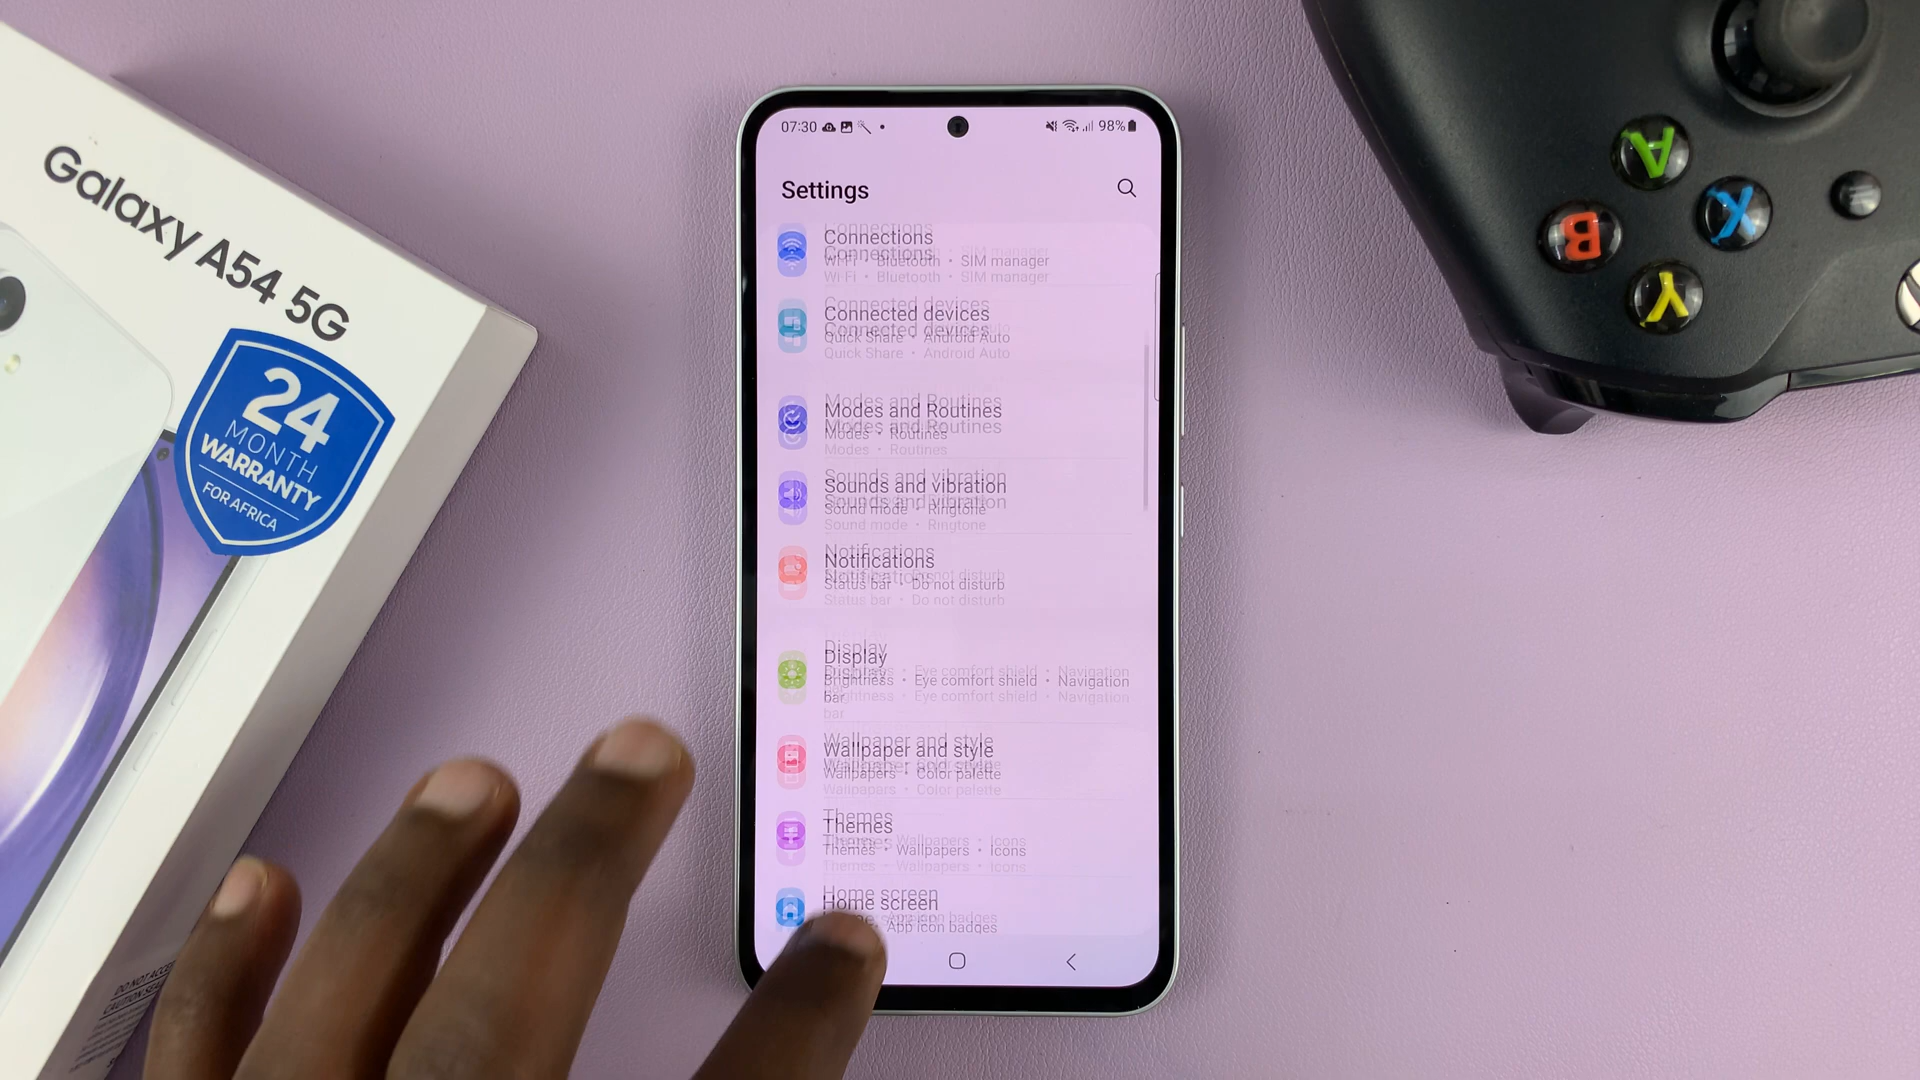 Galaxy A54 5G
24
MONTH
WARRANTY
FOR AFRICA
07:30
98%
Settings
Connections
Wi-Fi • Bluetooth • SIM manager
Connected devices
Quick Share • Android Auto
Modes and Routines
Modes • Routines
Sounds and vibration
Sound mode • Ringtone
Notifications
Status bar • Do not disturb
Display
Brightness • Eye comfort shield • Navigation
bar
Wallpaper and style
Wallpapers • Color palette
Themes
Themes • Wallpapers • Icons
Home screen
• App icon badges
A
X
B
Y